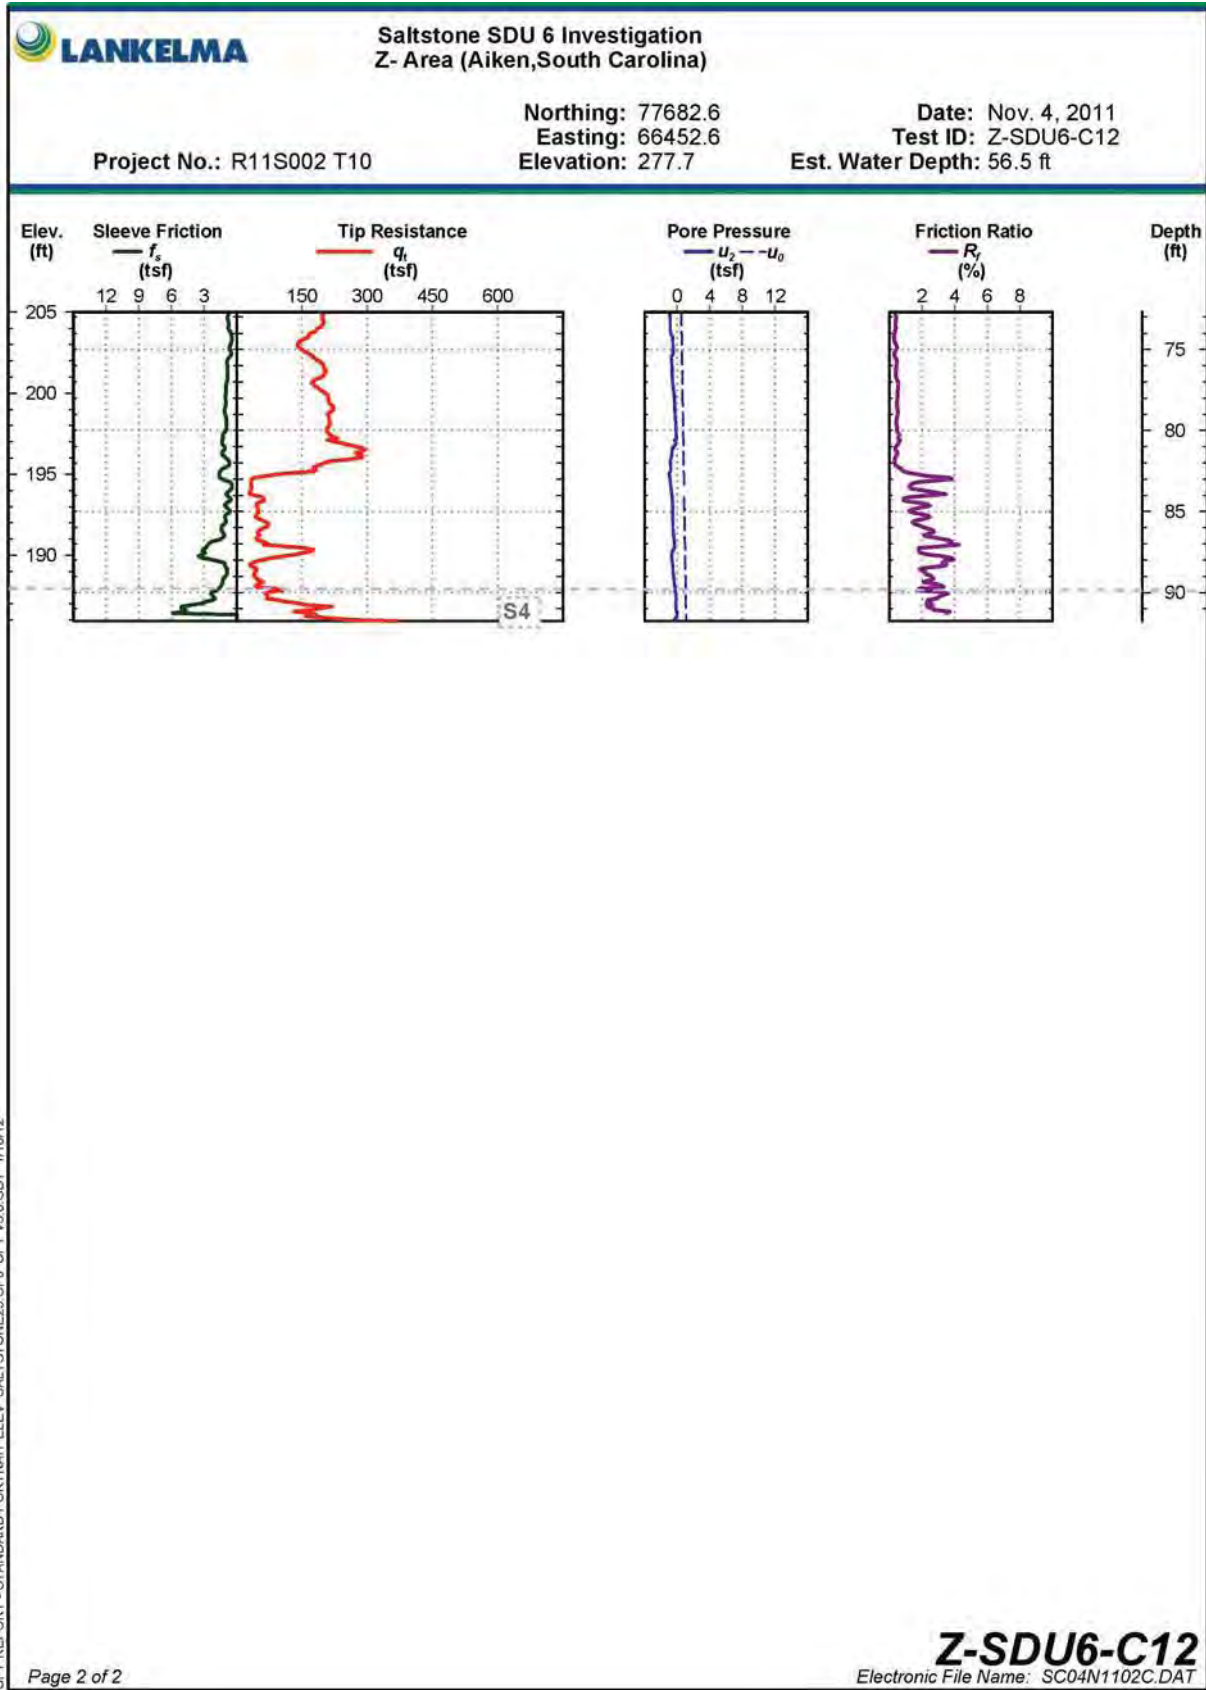 LANKELMA
Saltstone SDU 6 Investigation
Z- Area (Aiken,South Carolina)
Northing: 77682.6
Date: Nov. 4, 2011
Easting: 66452.6
Test ID: Z-SDU6-C12
Project No.: R11S002 T10
Elevation: 277.7
Est. Water Depth: 56.5 ft
Elev. (ft)
Sleeve Friction
fs
(tsf)
Tip Resistance
qt
(tsf)
Pore Pressure
u2 u0
(tsf)
Friction Ratio
Rf
(%)
Depth (ft)
12 9 6 3
150 300 450 600
0 4 8 12
2 4 6 8
205
200
195
190
75
80
85
90
S4
Z-SDU6-C12
Page 2 of 2
Electronic File Name: SC04N1102C.DAT